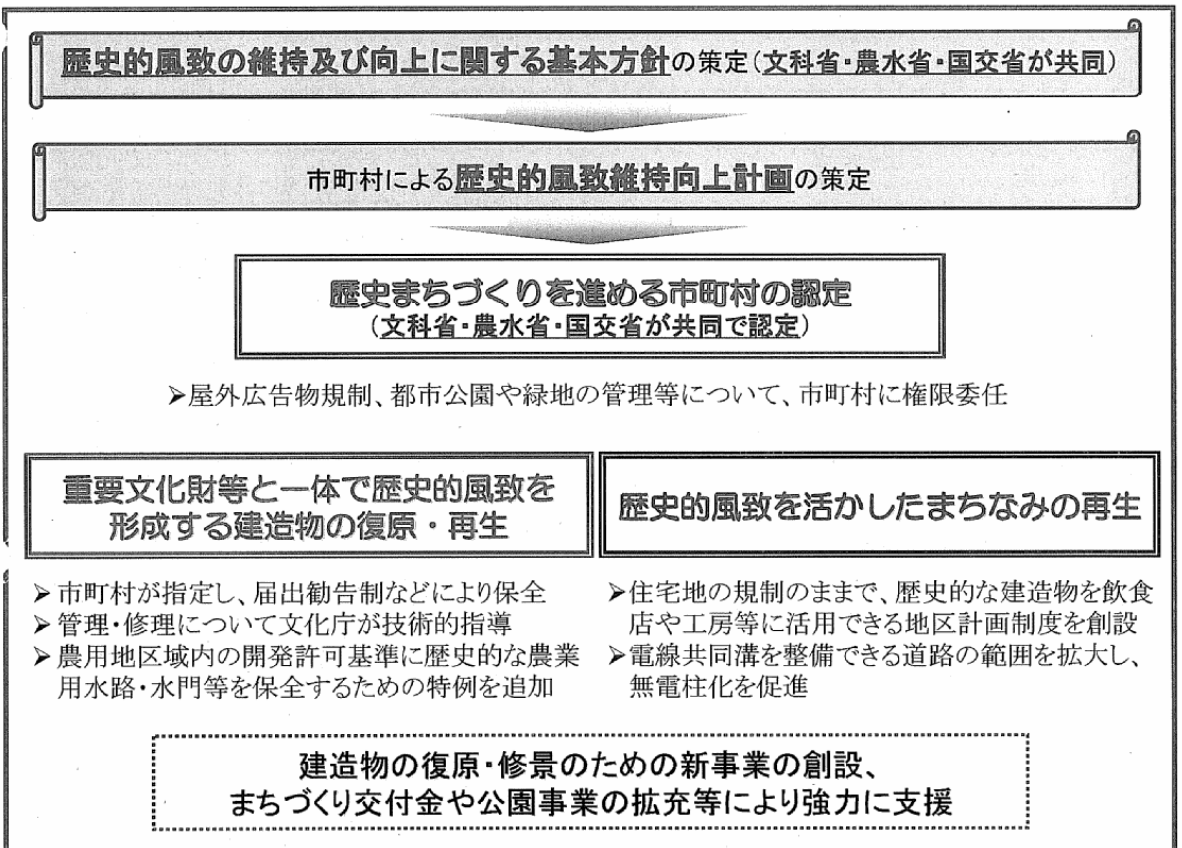 歴史的風致の維持及び向上に関する基本方針の策定(文科省・農水省・国交省が共同)
市町村による歴史的風致維持向上計画の策定
歴史まちづくりを進める市町村の認定
(文科省・農水省・国交省が共同で認定)
➢屋外広告物規制、都市公園や緑地の管理等について、市町村に権限委任
重要文化財等と一体で歴史的風致を
形成する建造物の復原・再生
➢市町村が指定し、届出勧告制などにより保全
➢管理・修理について文化庁が技術的指導
➢農用地区域内の開発許可基準に歴史的な農業
用水路・水門等を保全するための特例を追加
歴史的風致を活かしたまちなみの再生
➢住宅地の規制のままで、歴史的な建造物を飲食
店や工房等に活用できる地区計画制度を創設
➢電線共同溝を整備できる道路の範囲を拡大し、
無電柱化を促進
建造物の復原・修景のための新事業の創設、
まちづくり交付金や公園事業の拡充等により強力に支援